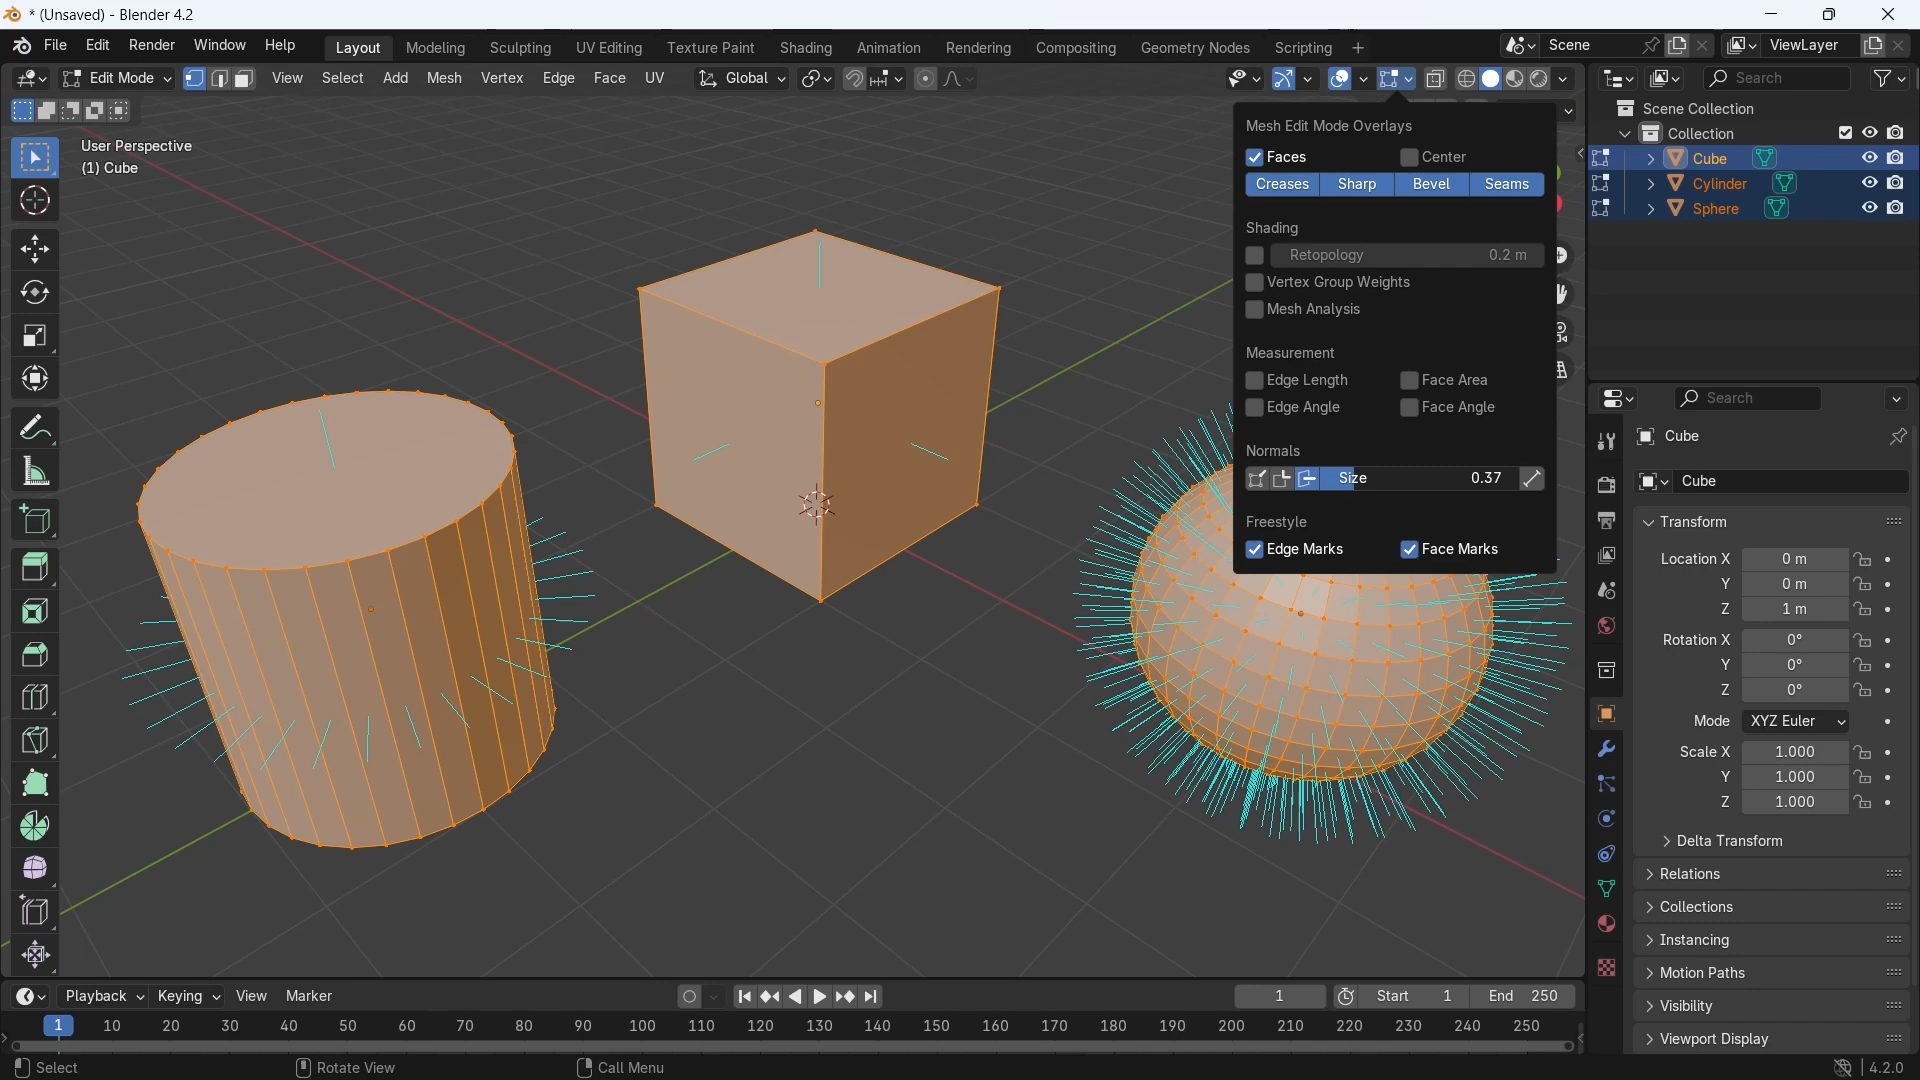 * (Unsaved) - Blender 4.2
File Edit Render Window Help Layout Modeling Sculpting UV Editing Texture Paint Shading Animation Rendering Compositing Geometry Nodes Scripting + Scene ViewLayer
Edit Mode View Select Add Mesh Vertex Edge Face UV Global Search
User Perspective
(1) Cube
Mesh Edit Mode Overlays
Faces Center
Creases Sharp Bevel Seams
Shading
Retopology 0.2 m
Vertex Group Weights
Mesh Analysis
Measurement
Edge Length Face Area
Edge Angle Face Angle
Normals
Size 0.37
Freestyle
Edge Marks Face Marks
Scene Collection
Collection
Cube
Cylinder
Sphere
Search
Cube
Cube
Transform
Location X 0 m
Y 0 m
Z 1 m
Rotation X 0°
Y 0°
Z 0°
Mode XYZ Euler
Scale X 1.000
Y 1.000
Z 1.000
Delta Transform
Relations
Collections
Instancing
Motion Paths
Visibility
Viewport Display
Playback Keying View Marker 1 Start 1 End 250
1 10 20 30 40 50 60 70 80 90 100 110 120 130 140 150 160 170 180 190 200 210 220 230 240 250
Select Rotate View Call Menu 4.2.0